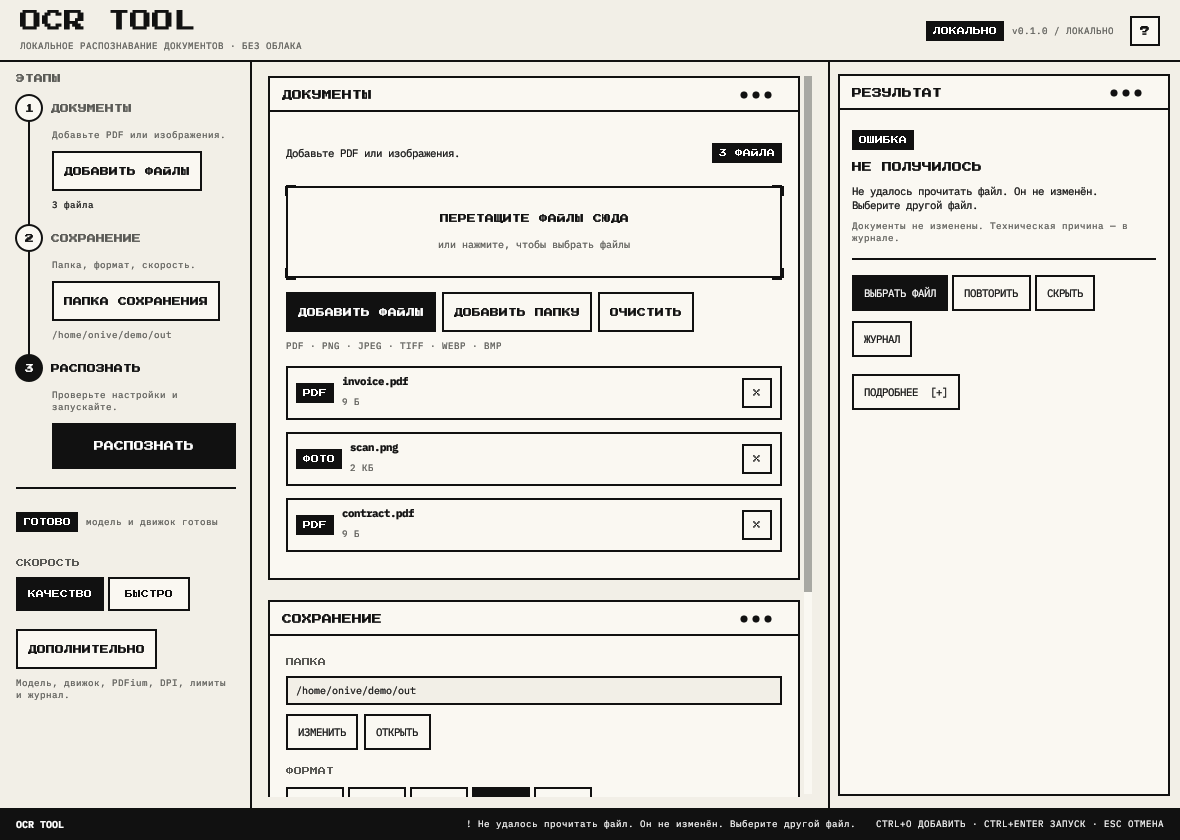 OCR TOOL
ЛОКАЛЬНОЕ РАСПОЗНАВАНИЕ ДОКУМЕНТОВ · БЕЗ ОБЛАКА
ЛОКАЛЬНО v0.1.0 / ЛОКАЛЬНО ?
ЭТАПЫ
1 ДОКУМЕНТЫ
Добавьте PDF или изображения.
ДОБАВИТЬ ФАЙЛЫ
3 файла
2 СОХРАНЕНИЕ
Папка, формат, скорость.
ПАПКА СОХРАНЕНИЯ
/home/onive/demo/out
3 РАСПОЗНАТЬ
Проверьте настройки и
запускайте.
РАСПОЗНАТЬ
ГОТОВО модель и движок готовы
СКОРОСТЬ
КАЧЕСТВО БЫСТРО
ДОПОЛНИТЕЛЬНО
Модель, движок, PDFium, DPI, лимиты
и журнал.
ДОКУМЕНТЫ
Добавьте PDF или изображения. 3 ФАЙЛА
ПЕРЕТАЩИТЕ ФАЙЛЫ СЮДА
или нажмите, чтобы выбрать файлы
ДОБАВИТЬ ФАЙЛЫ ДОБАВИТЬ ПАПКУ ОЧИСТИТЬ
PDF · PNG · JPEG · TIFF · WEBP · BMP
PDF invoice.pdf ×
9 Б
ФОТО scan.png ×
2 КБ
PDF contract.pdf ×
9 Б
СОХРАНЕНИЕ
ПАПКА
/home/onive/demo/out
ИЗМЕНИТЬ ОТКРЫТЬ
ФОРМАТ
РЕЗУЛЬТАТ
ОШИБКА
НЕ ПОЛУЧИЛОСЬ
Не удалось прочитать файл. Он не изменён.
Выберите другой файл.
Документы не изменены. Техническая причина — в
журнале.
ВЫБРАТЬ ФАЙЛ ПОВТОРИТЬ СКРЫТЬ
ЖУРНАЛ
ПОДРОБНЕЕ [+]
OCR TOOL ! Не удалось прочитать файл. Он не изменён. Выберите другой файл. CTRL+O ДОБАВИТЬ · CTRL+ENTER ЗАПУСК · ESC ОТМЕНА